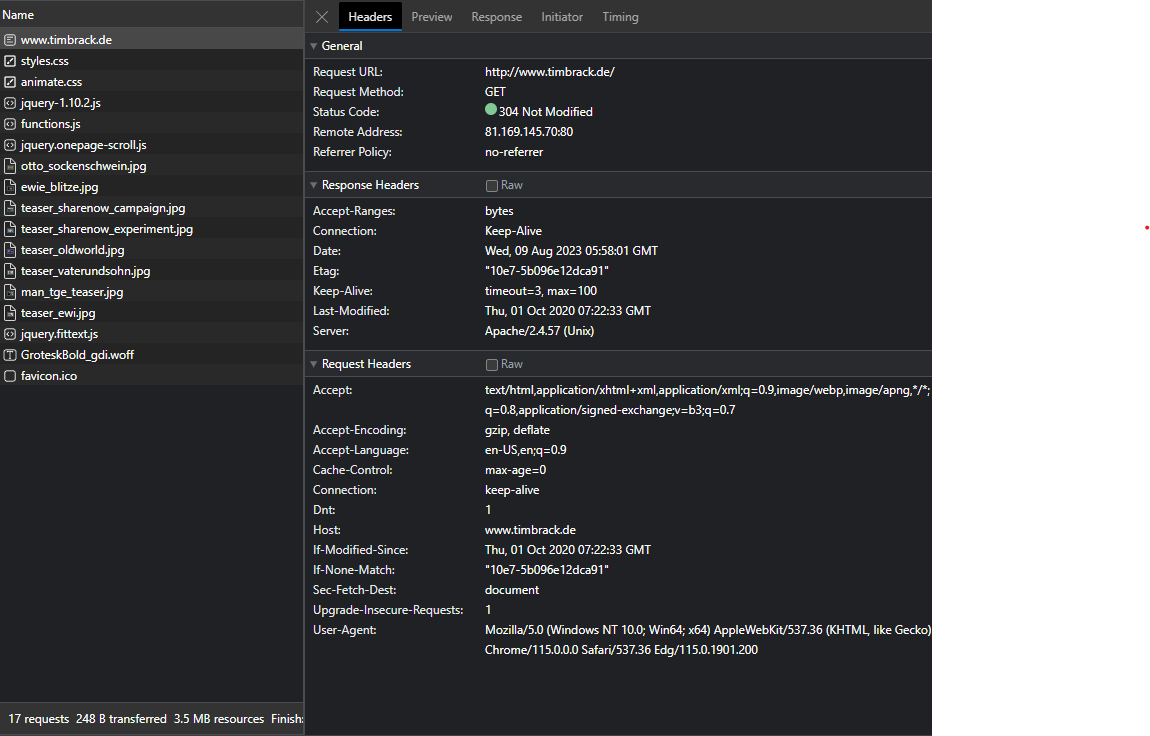 Name
www.timbrack.de
styles.css
animate.css
jquery-1.10.2.js
functions.js
jquery.onepage-scroll.js
otto_sockenschwein.jpg
ewie_blitze.jpg
teaser_sharenow_campaign.jpg
teaser_sharenow_experiment.jpg
teaser_oldworld.jpg
teaser_vaterundsohn.jpg
man_tge_teaser.jpg
teaser_ewi.jpg
jquery.fittext.js
GroteskBold_gdi.woff
favicon.ico
17 requests 248 B transferred 3.5 MB resources Finish:
Headers Preview Response Initiator Timing
General
Request URL: http://www.timbrack.de/
Request Method: GET
Status Code: 304 Not Modified
Remote Address: 81.169.145.70:80
Referrer Policy: no-referrer
Response Headers Raw
Accept-Ranges: bytes
Connection: Keep-Alive
Date: Wed, 09 Aug 2023 05:58:01 GMT
Etag: "10e7-5b096e12dca91"
Keep-Alive: timeout=3, max=100
Last-Modified: Thu, 01 Oct 2020 07:22:33 GMT
Server: Apache/2.4.57 (Unix)
Request Headers Raw
Accept: text/html,application/xhtml+xml,application/xml;q=0.9,image/webp,image/apng,*/*;
q=0.8,application/signed-exchange;v=b3;q=0.7
Accept-Encoding: gzip, deflate
Accept-Language: en-US,en;q=0.9
Cache-Control: max-age=0
Connection: keep-alive
Dnt: 1
Host: www.timbrack.de
If-Modified-Since: Thu, 01 Oct 2020 07:22:33 GMT
If-None-Match: "10e7-5b096e12dca91"
Sec-Fetch-Dest: document
Upgrade-Insecure-Requests: 1
User-Agent: Mozilla/5.0 (Windows NT 10.0; Win64; x64) AppleWebKit/537.36 (KHTML, like Gecko)
Chrome/115.0.0.0 Safari/537.36 Edg/115.0.1901.200